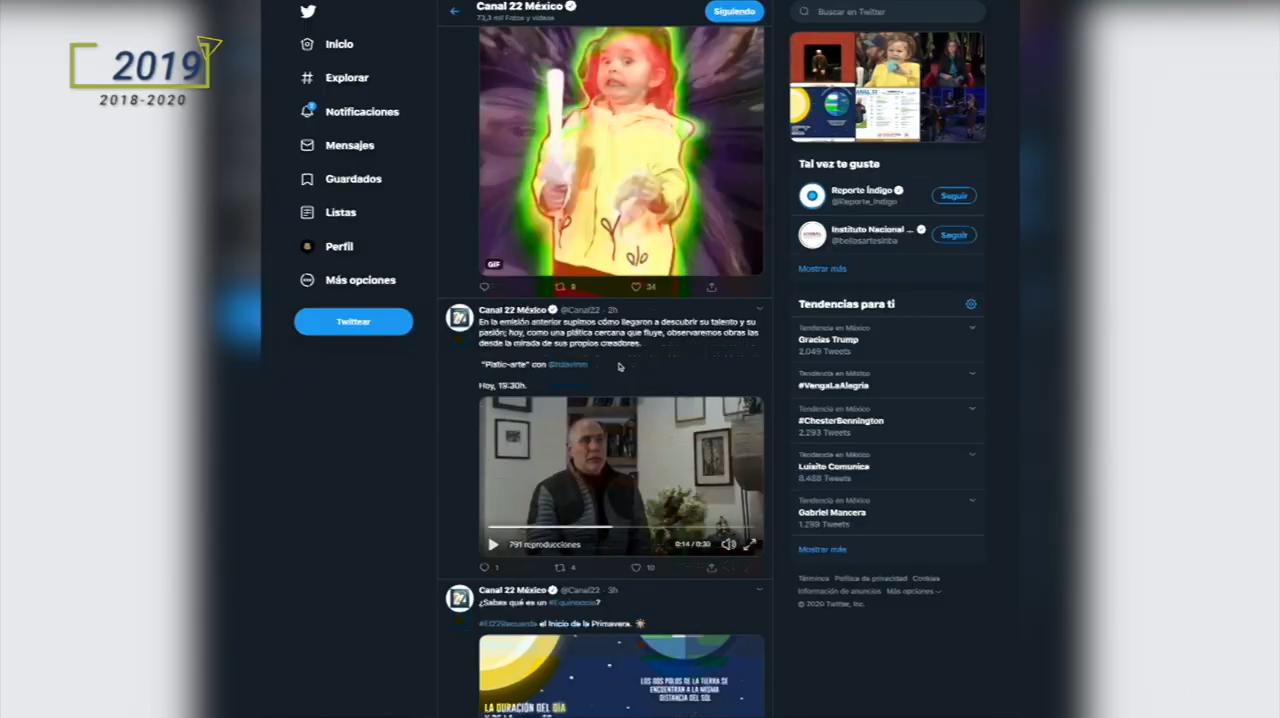 2019
2018-2020
Inicio
Explorar
Notificaciones
Mensajes
Guardados
Listas
Perfil
Más opciones
Twittear
Canal 22 México
73,3 mil Fotos y videos
Siguiendo
GIF
9
34
Canal 22 México @Canal22 · 2h
En la emisión anterior supimos cómo llegaron a descubrir su talento y su
pasión; hoy, como una plática cercana que fluye, observaremos obras las
desde la mirada de sus propios creadores.
"Platic-arte" con
Hoy, 19:30h.
791 reproducciones
0:14 / 0:30
1
4
10
Canal 22 México @Canal22 · 3h
¿Sabes qué es un #Equinoccio?
#El22Recuerda el Inicio de la Primavera.
LA DURACIÓN DEL DÍA
LOS DOS POLOS DE LA TIERRA SE
ENCUENTRAN A LA MISMA
DISTANCIA DEL SOL
Buscar en Twitter
Tal vez te guste
Reporte Índigo
@Reporte_Indigo
Seguir
Instituto Nacional ...
@bellasartesinba
Seguir
Mostrar más
Tendencias para ti
Tendencia en México
Gracias Trump
2,049 Tweets
Tendencia en México
#VengaLaAlegria
Tendencia en México
#ChesterBennington
2,293 Tweets
Tendencia en México
Luisito Comunica
8,488 Tweets
Tendencia en México
Gabriel Mancera
1,299 Tweets
Mostrar más
Términos Política de privacidad Cookies
Información de anuncios Más opciones
© 2020 Twitter, Inc.